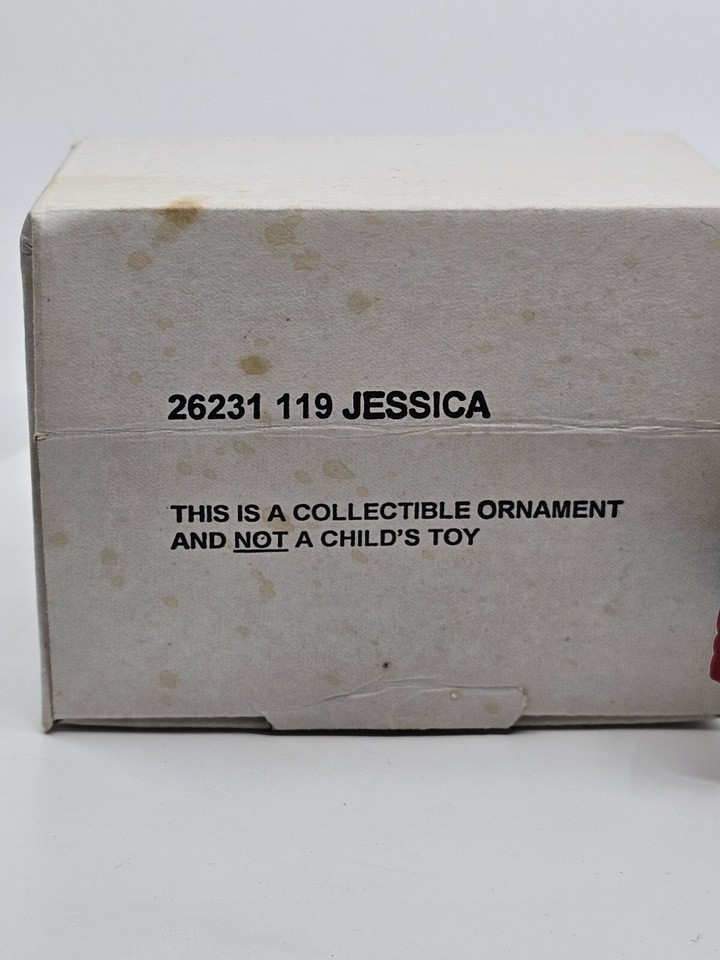 26231 119 JESSICA
THIS IS A COLLECTIBLE ORNAMENT
AND NOT A CHILD'S TOY